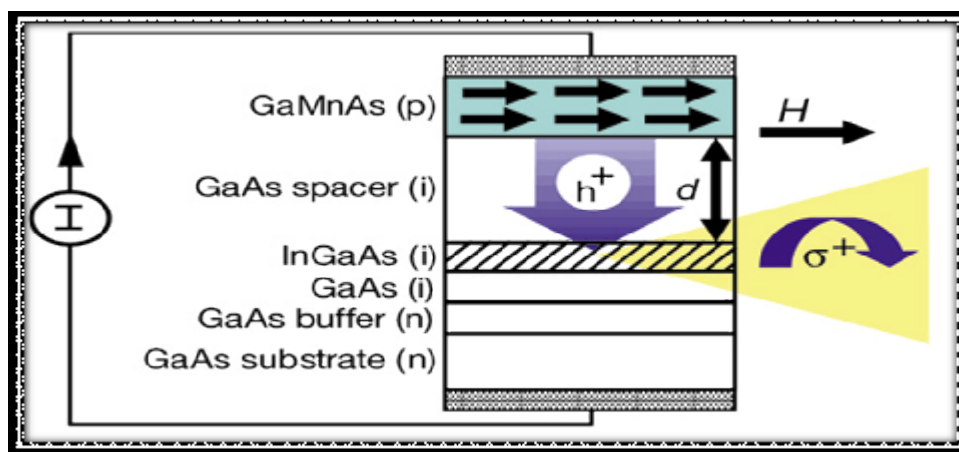 GaMnAs (p)
H
GaAs spacer (i)
h+
d
I
InGaAs (i)
σ+
GaAs (i)
GaAs buffer (n)
GaAs substrate (n)